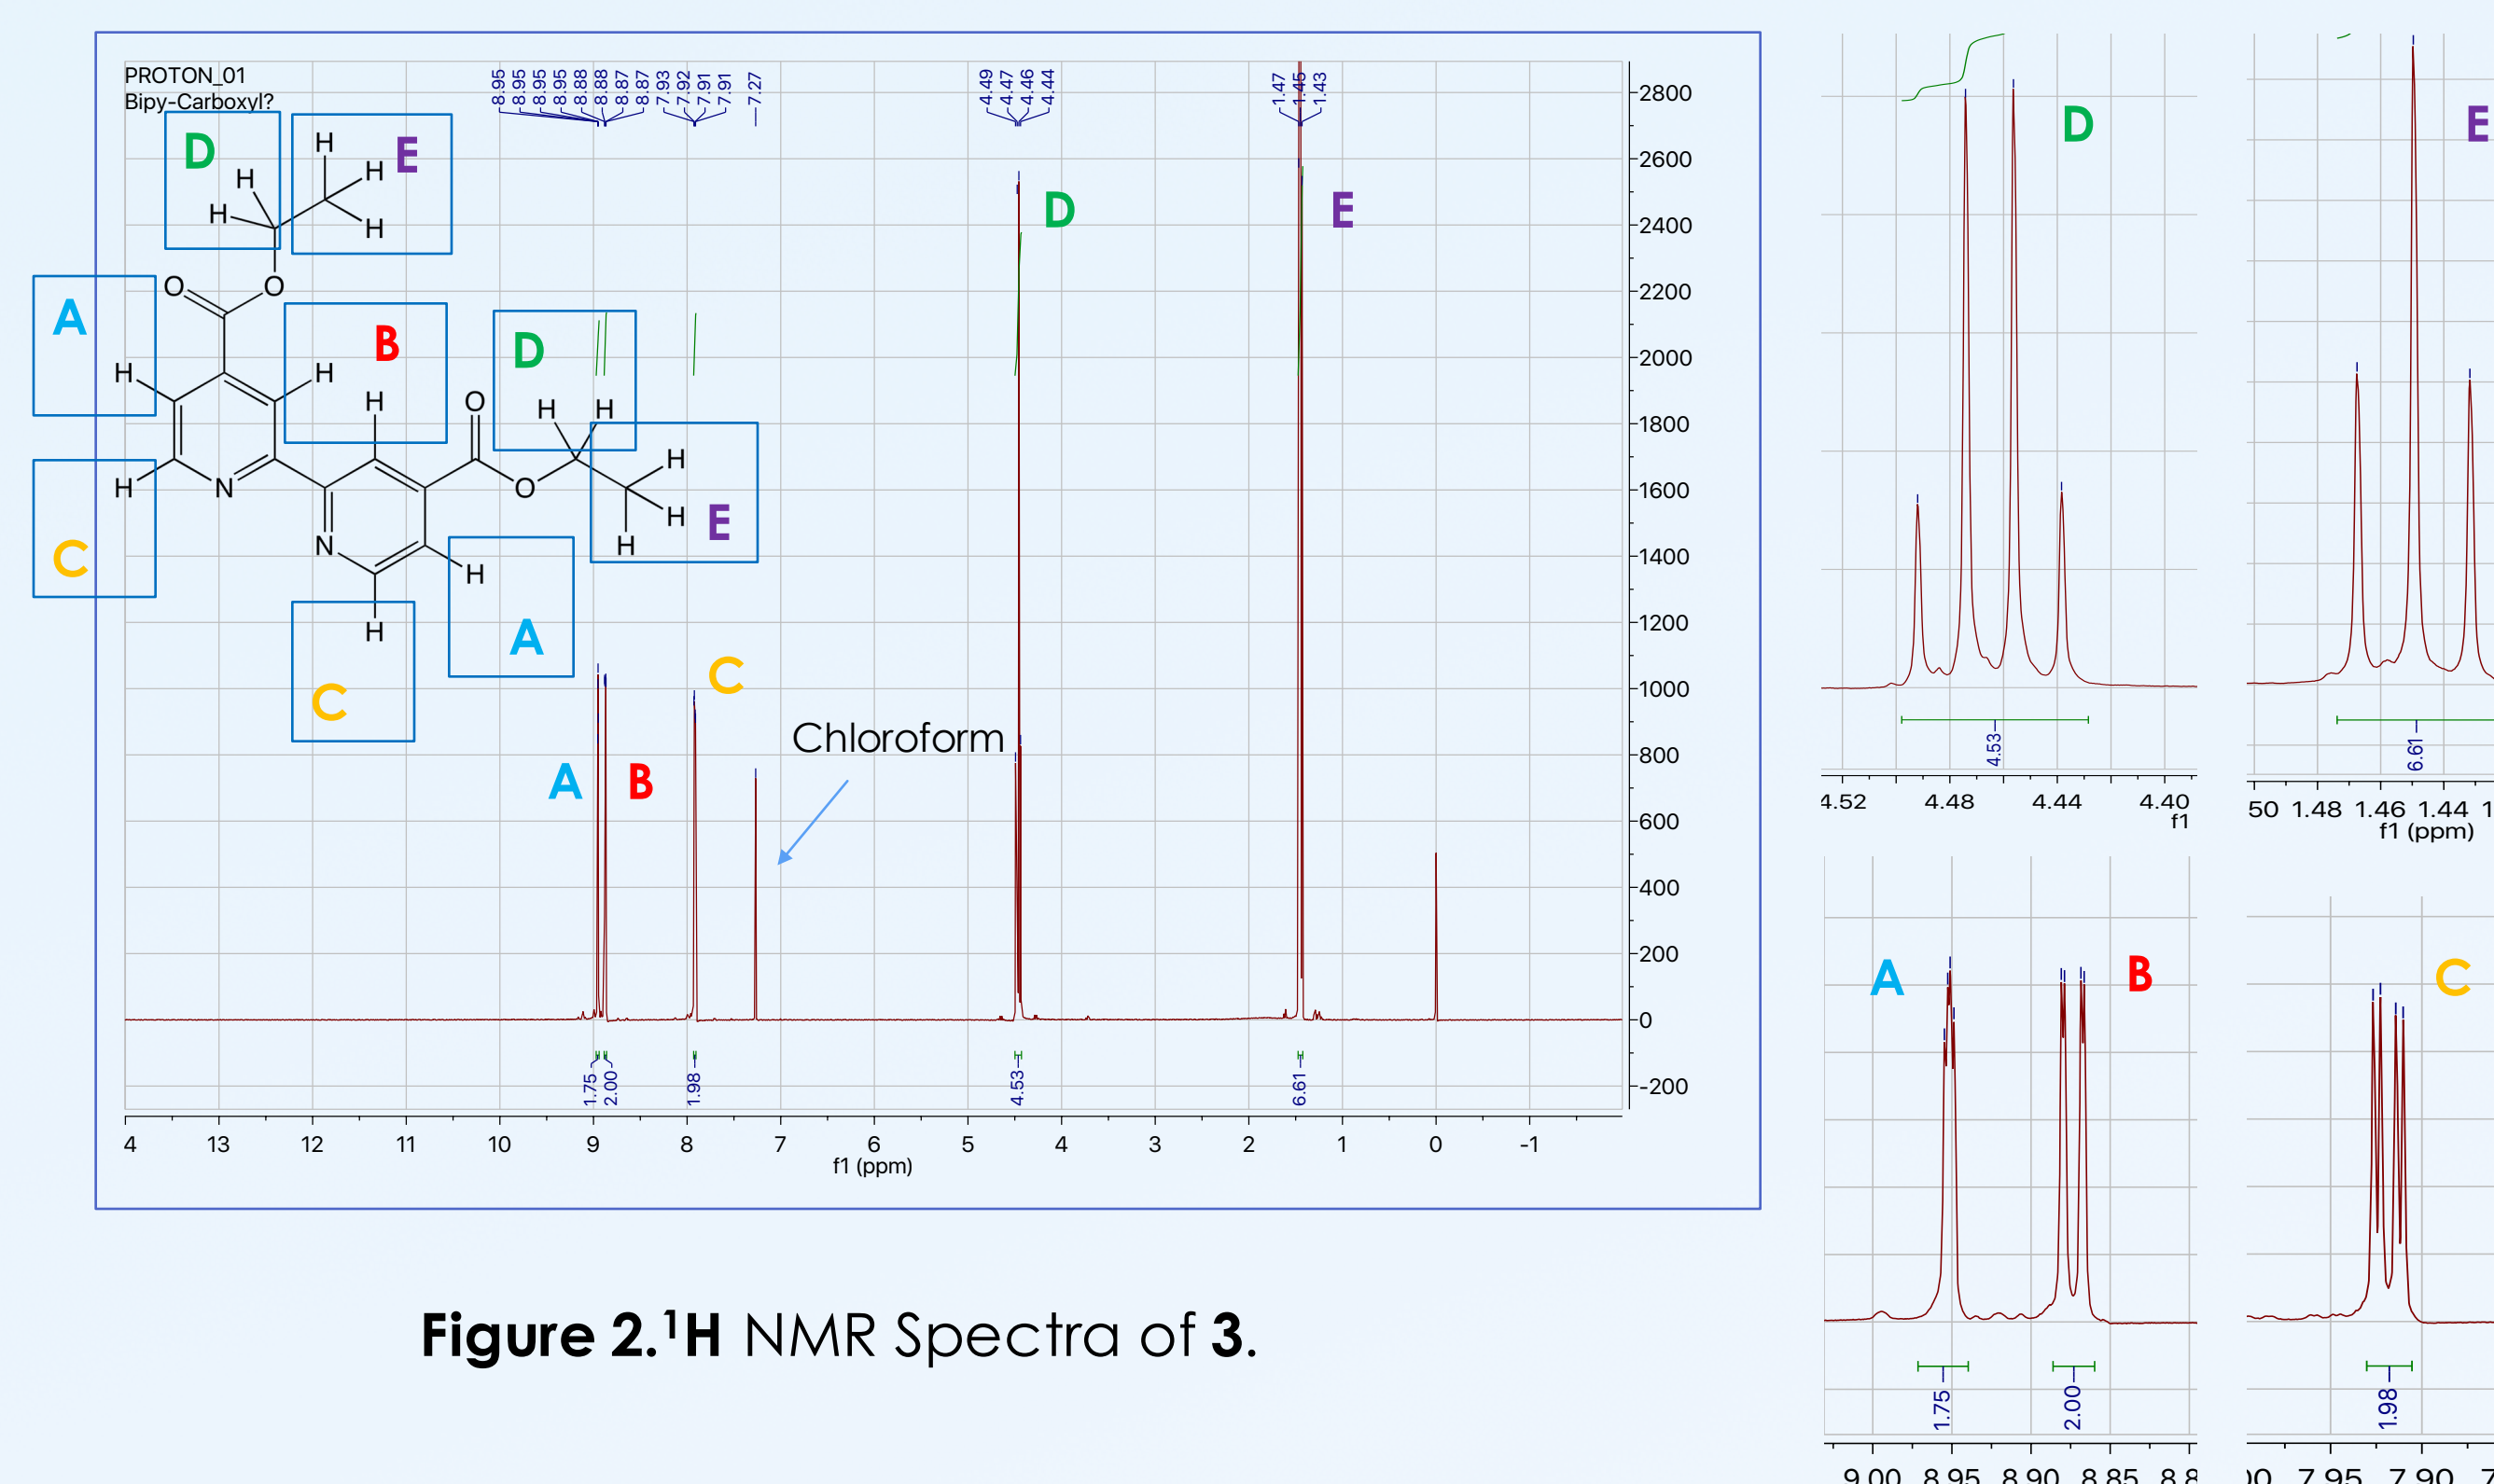 PROTON_01
Bipy-Carboxyl?
8.95 8.95 8.95 8.95 8.88 8.88 8.87 8.87 7.93 7.92 7.91 7.91 7.27
4.49 4.47 4.46 4.44
1.47 1.45 1.43
D
E
H
H
H
H
H
O
O
A
B
D
H
H
H
O
H
H
H
N
O
H
H
E
C
N
H
H
A
H
C
A
B
C
Chloroform
D
E
2800
2600
2400
2200
2000
1800
1600
1400
1200
1000
800
600
400
200
0
-200
1.75 2.00 1.98 4.53 6.61
4 13 12 11 10 9 8 7 6 5 4 3 2 1 0 -1
f1 (ppm)
Figure 2.¹H NMR Spectra of 3.
D
4.53
4.52 4.48 4.44 4.40
f1
E
6.61
50 1.48 1.46 1.44 1
f1 (ppm)
A
B
1.75 2.00
9.00 8.95 8.90 8.85 8.8
C
1.98
7.95 7.90